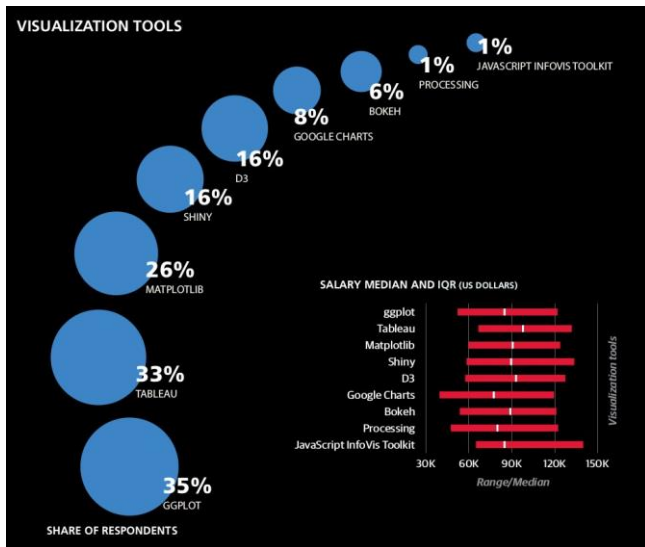 VISUALIZATION TOOLS
1%
JAVASCRIPT INFOVIS TOOLKIT
1%
PROCESSING
6%
BOKEH
8%
GOOGLE CHARTS
16%
D3
16%
SHINY
26%
MATPLOTLIB
33%
TABLEAU
35%
GGPLOT
SHARE OF RESPONDENTS
SALARY MEDIAN AND IQR (US DOLLARS)
ggplot
Tableau
Matplotlib
Shiny
D3
Google Charts
Bokeh
Processing
JavaScript InfoVis Toolkit
30K 60K 90K 120K 150K
Range/Median
Visualization tools